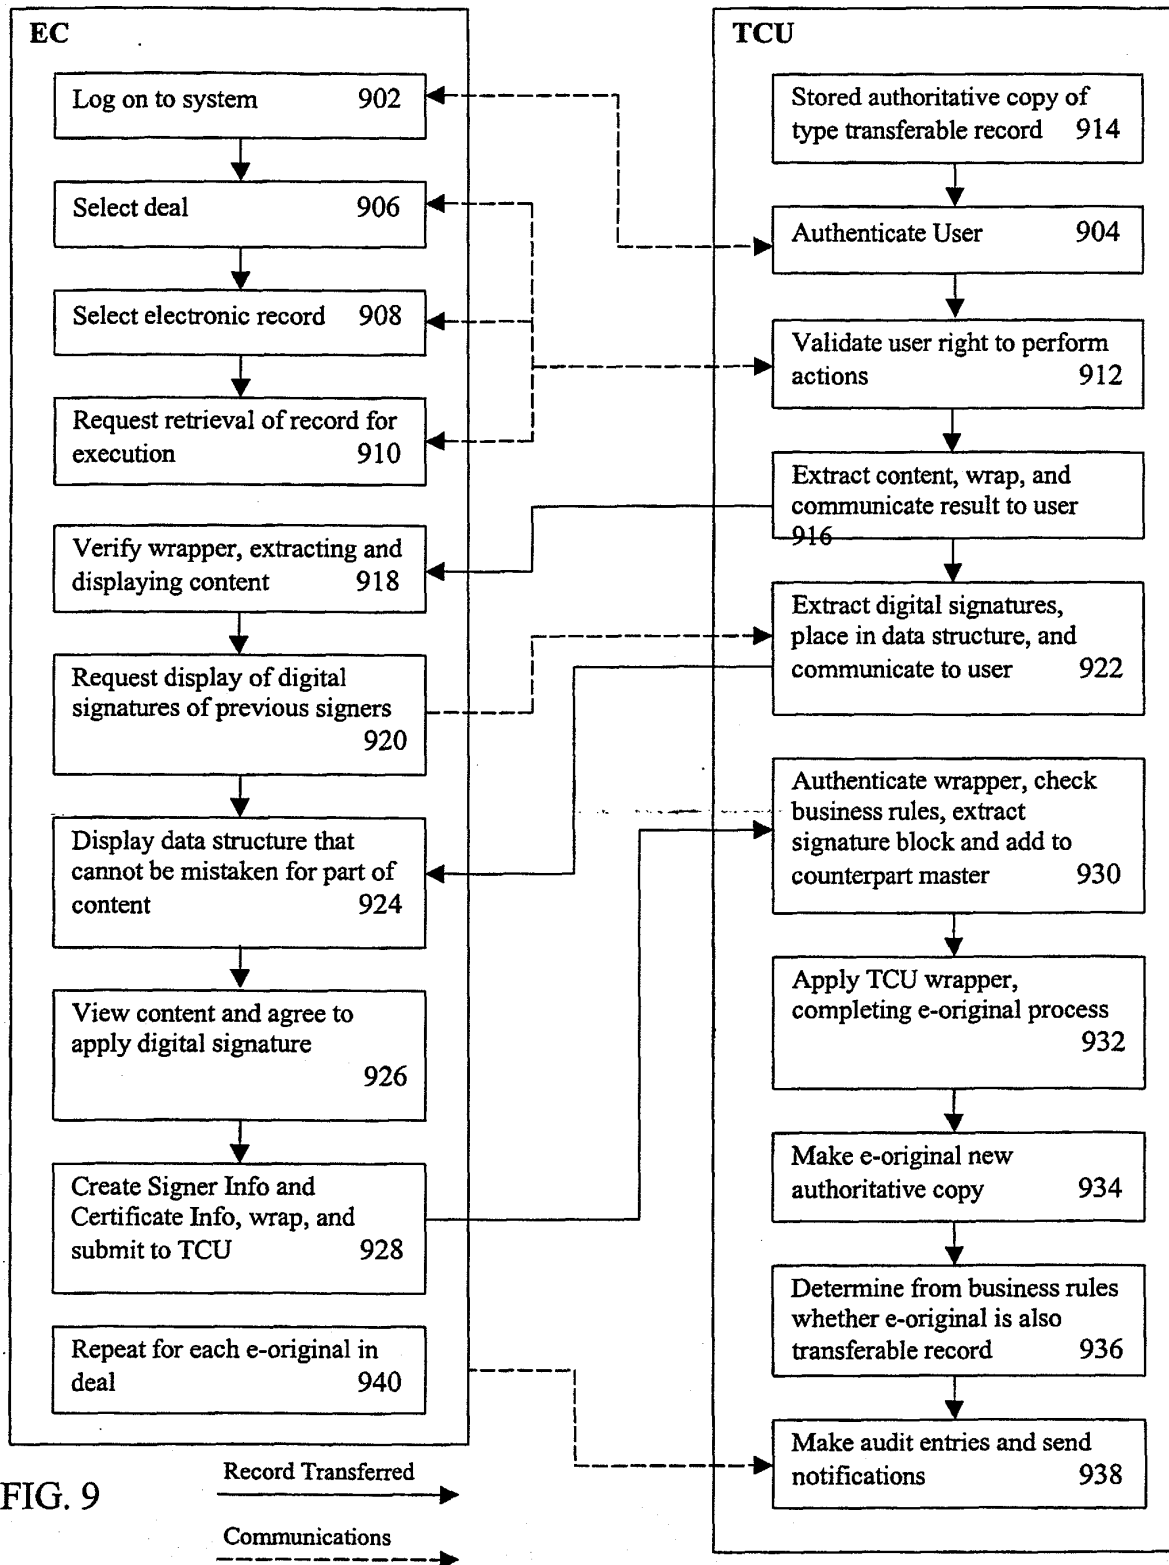 EC
Log on to system 902
Select deal 906
Select electronic record 908
Request retrieval of record for
execution 910
Verify wrapper, extracting and
displaying content 918
Request display of digital
signatures of previous signers
920
Display data structure that
cannot be mistaken for part of
content 924
View content and agree to
apply digital signature
926
Create Signer Info and
Certificate Info, wrap, and
submit to TCU 928
Repeat for each e-original in
deal 940
TCU
Stored authoritative copy of
type transferable record 914
Authenticate User 904
Validate user right to perform
actions 912
Extract content, wrap, and
communicate result to user
916
Extract digital signatures,
place in data structure, and
communicate to user 922
Authenticate wrapper, check
business rules, extract
signature block and add to
counterpart master 930
Apply TCU wrapper,
completing e-original process
932
Make e-original new
authoritative copy 934
Determine from business rules
whether e-original is also
transferable record 936
Make audit entries and send
notifications 938
FIG. 9
Record Transferred
Communications